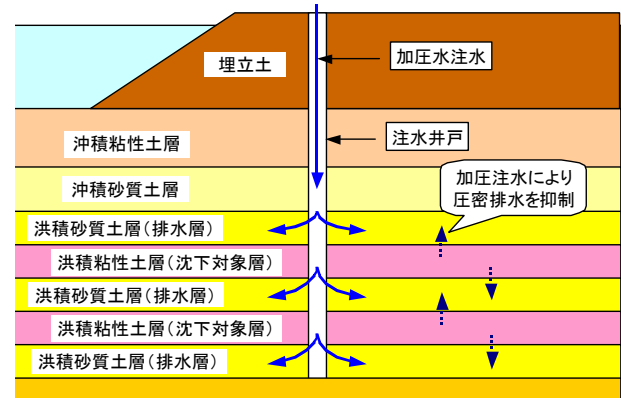 埋立土
加圧水注水
沖積粘性土層
注水井戸
沖積砂質土層
加圧注水により
圧密排水を抑制
洪積砂質土層(排水層)
洪積粘性土層(沈下対象層)
洪積砂質土層(排水層)
洪積粘性土層(沈下対象層)
洪積砂質土層(排水層)